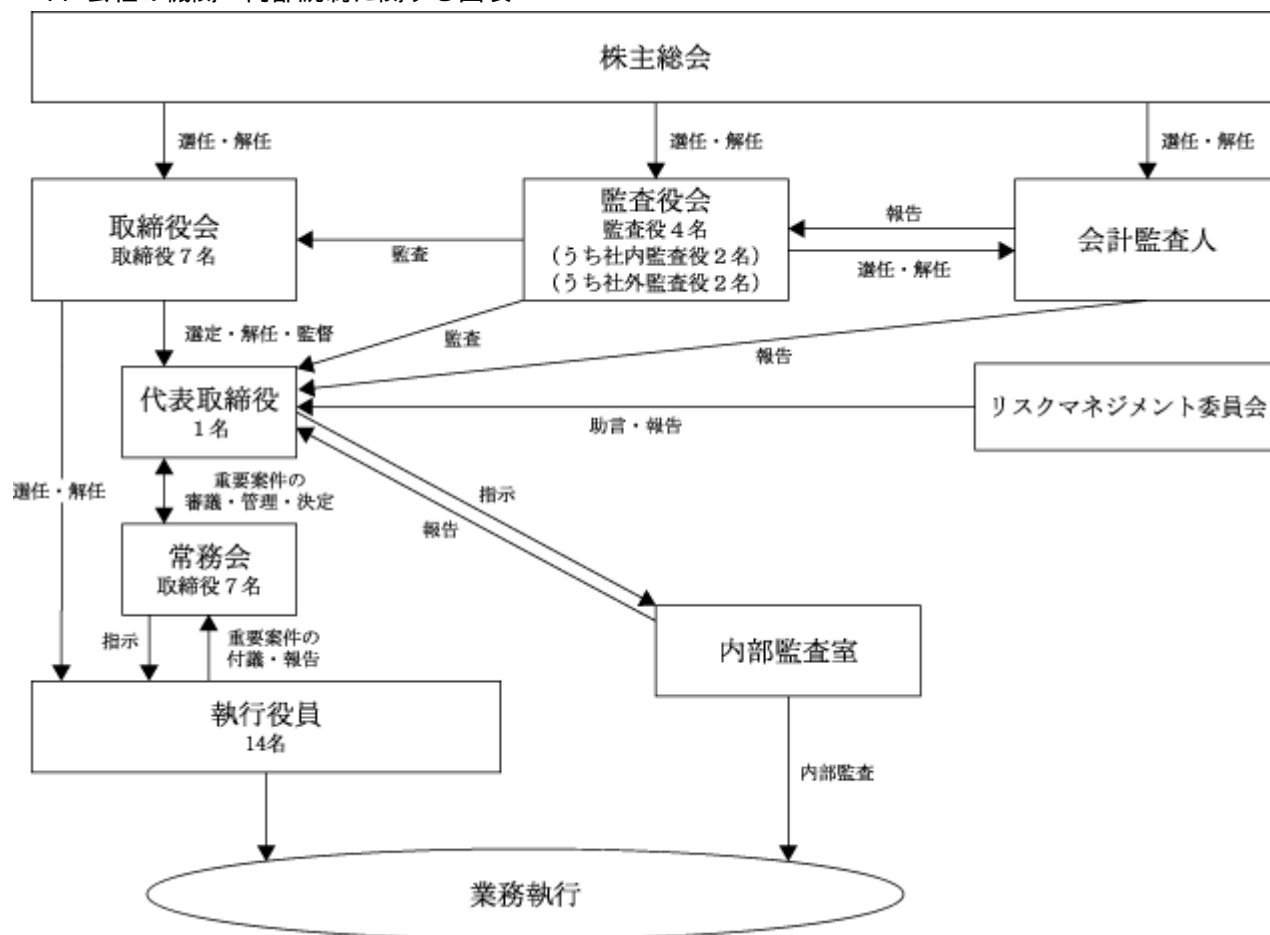 株主総会
選任・解任
選任・解任
選任・解任
取締役会
取締役7名
監査
監査役会
監査役4名
(うち社内監査役2名)
(うち社外監査役2名)
報告
選任・解任
会計監査人
選定・解任・監督
監査
報告
代表取締役
1名
助言・報告
リスクマネジメント委員会
選任・解任
重要案件の
審議・管理・決定
指示
報告
常務会
取締役7名
指示
重要案件の
付議・報告
内部監査室
執行役員
14名
内部監査
業務執行